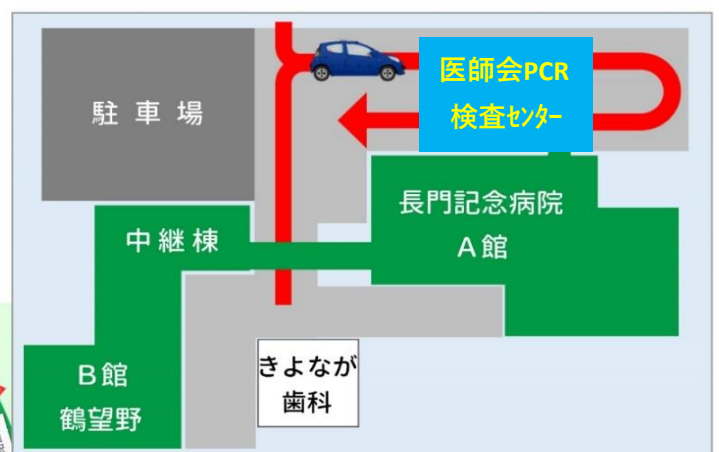 医師会PCR
検査ｾﾝﾀｰ
駐車場
長門記念病院
A館
中継棟
きよなが
歯科
B館
鶴望野